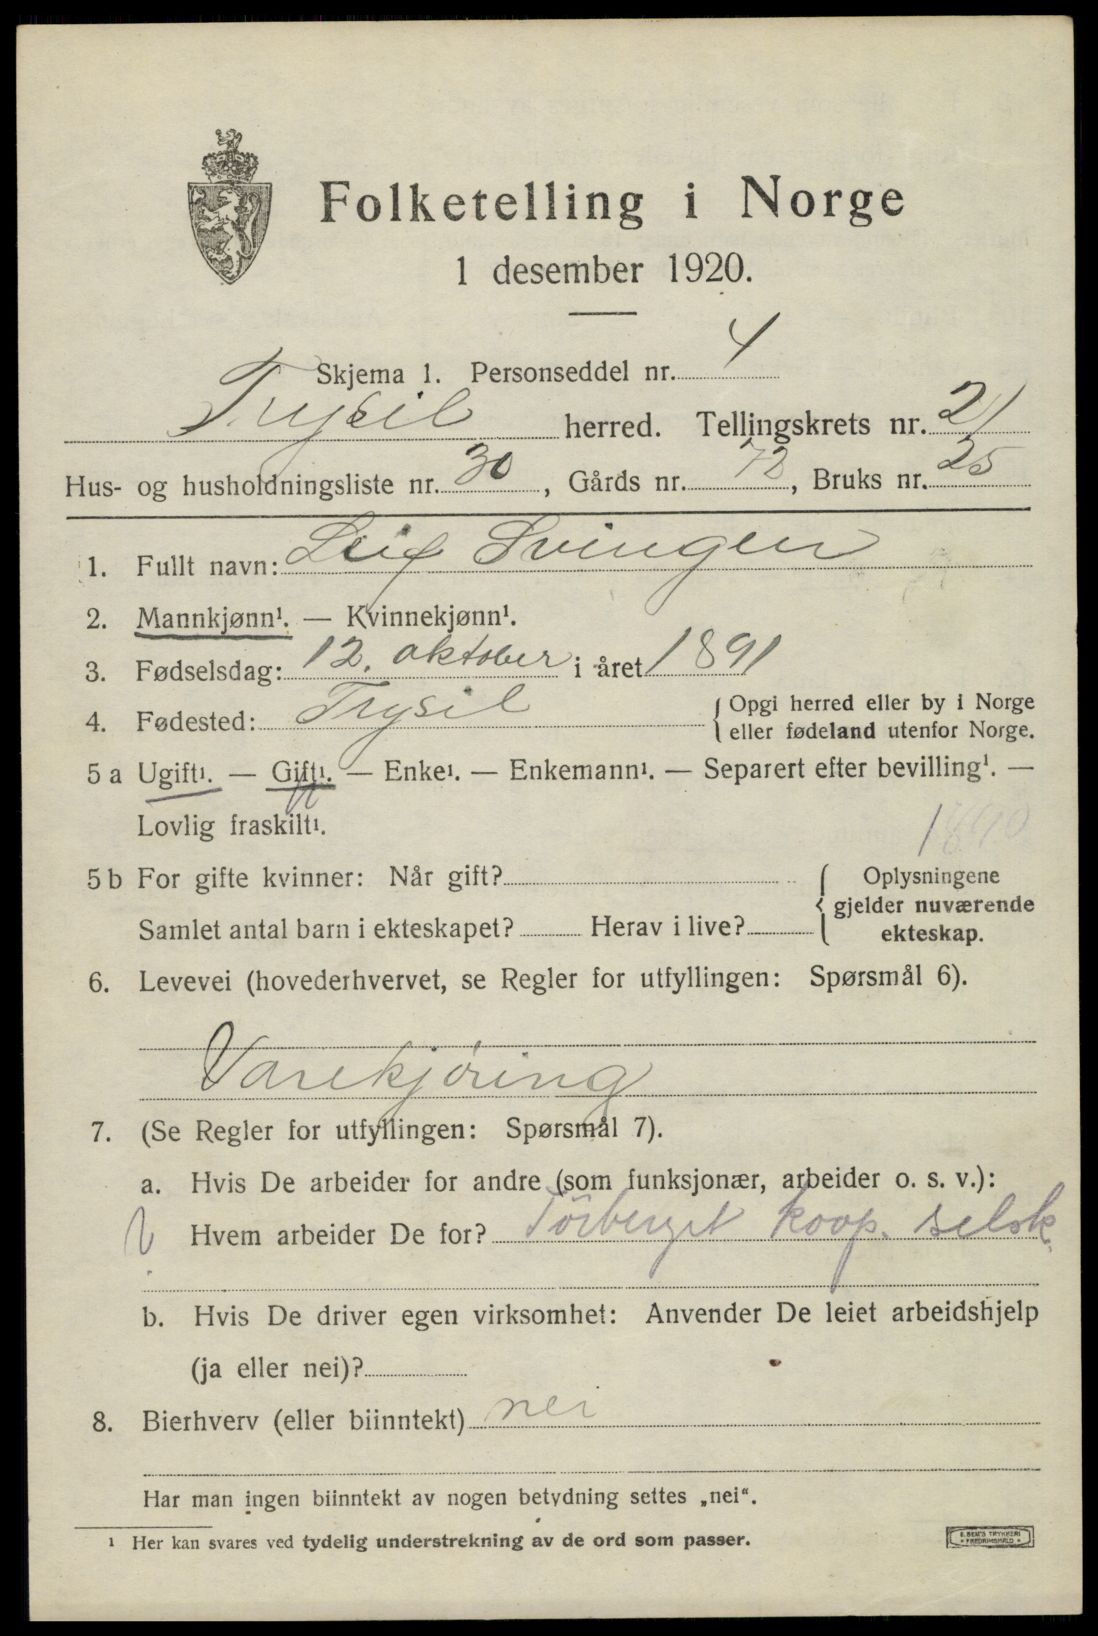 Folketelling i Norge
1 desember 1920.
Skjema 1. Personseddel nr. 4
Trysil herred. Tellingskrets nr. 21
Hus- og husholdningsliste nr. 30, Gårds nr. 72, Bruks nr. 25
1. Fullt navn: Leif Svingen
2. Mannkjønn¹. — Kvinnekjønn¹.
3. Fødselsdag: 12. oktober i året 1891
4. Fødested: Trysil {Opgi herred eller by i Norge
eller fødeland utenfor Norge.
5 a Ugift¹. — Gift¹. — Enke¹. — Enkemann¹. — Separert efter bevilling¹. —
Lovlig fraskilt¹.
1890
5 b For gifte kvinner: Når gift? { Oplysningene
gjelder nuværende
Samlet antal barn i ekteskapet? Herav i live? ekteskap.
6. Levevei (hovederhvervet, se Regler for utfyllingen: Spørsmål 6).
Varekjøring
7. (Se Regler for utfyllingen: Spørsmål 7).
a. Hvis De arbeider for andre (som funksjonær, arbeider o. s. v.):
Hvem arbeider De for? Törberget koop. selsk.
b. Hvis De driver egen virksomhet: Anvender De leiet arbeidshjelp
(ja eller nei)?
8. Bierhverv (eller biinntekt) nei
Har man ingen biinntekt av nogen betydning settes „nei“.
¹ Her kan svares ved tydelig understrekning av de ord som passer.
E. SEM'S TRYKKERI
• FREDRIKSHALD •